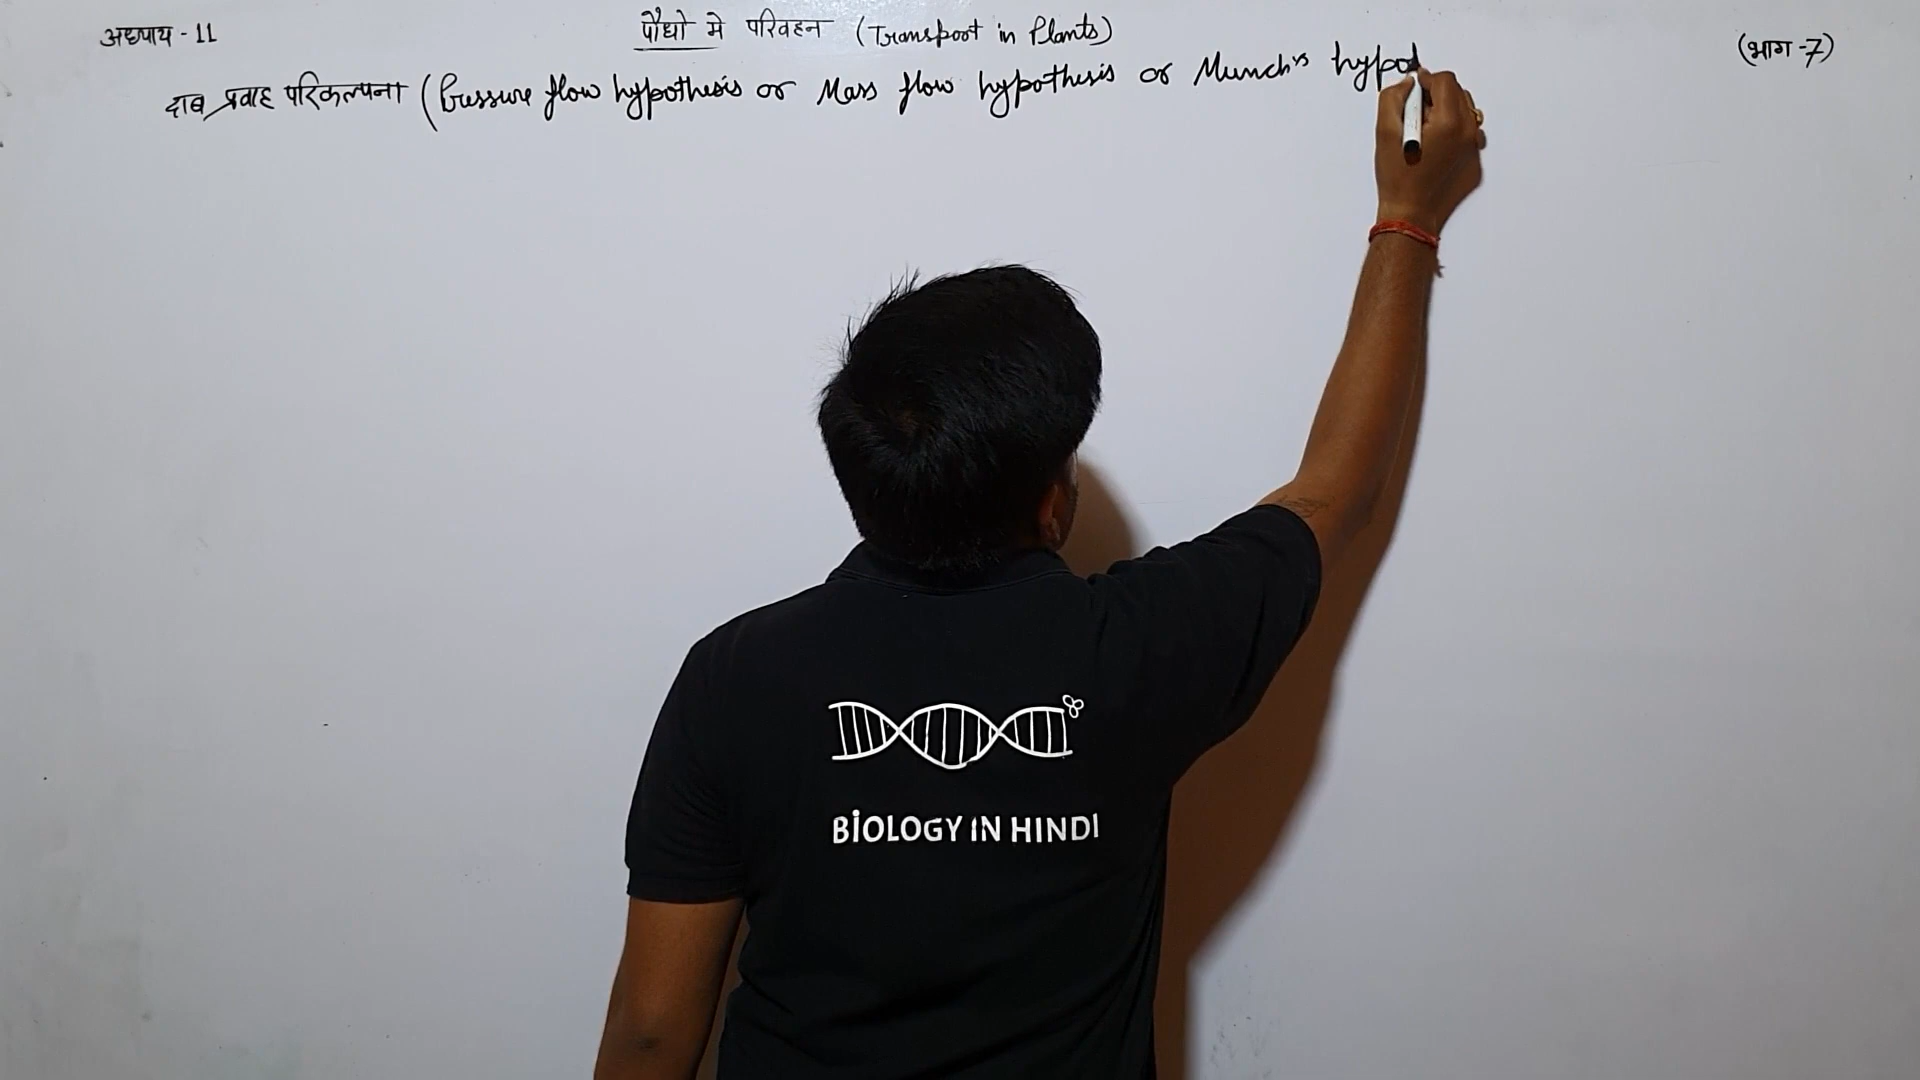 अध्याय - 11
पौधो मे परिवहन (Transport in Plants)
(भाग -7)
दाब प्रवाह परिकल्पना (Pressure flow hypothesis or Mass flow hypothesis or Munch's hypot
BIOLOGY IN HINDI